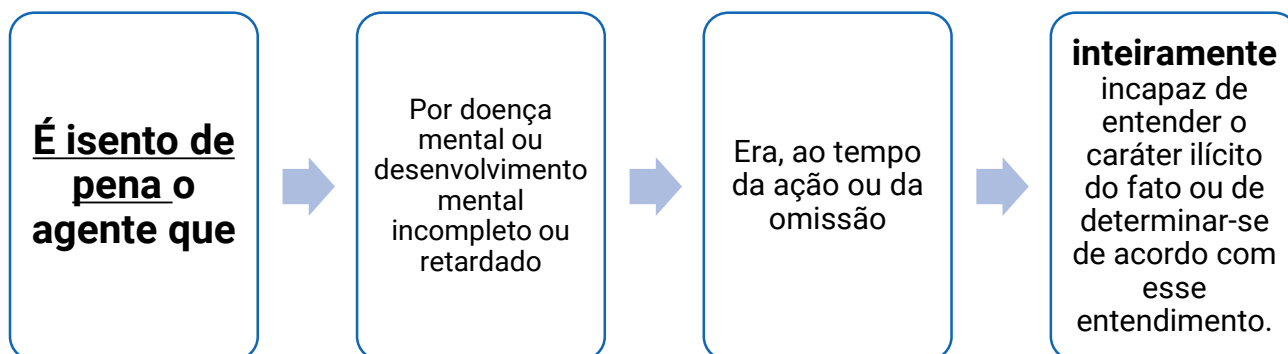 É isento de
pena o
agente que
Por doença
mental ou
desenvolvimento
mental
incompleto ou
retardado
Era, ao tempo
da ação ou da
omissão
inteiramente
incapaz de
entender o
caráter ilícito
do fato ou de
determinar-se
de acordo com
esse
entendimento.